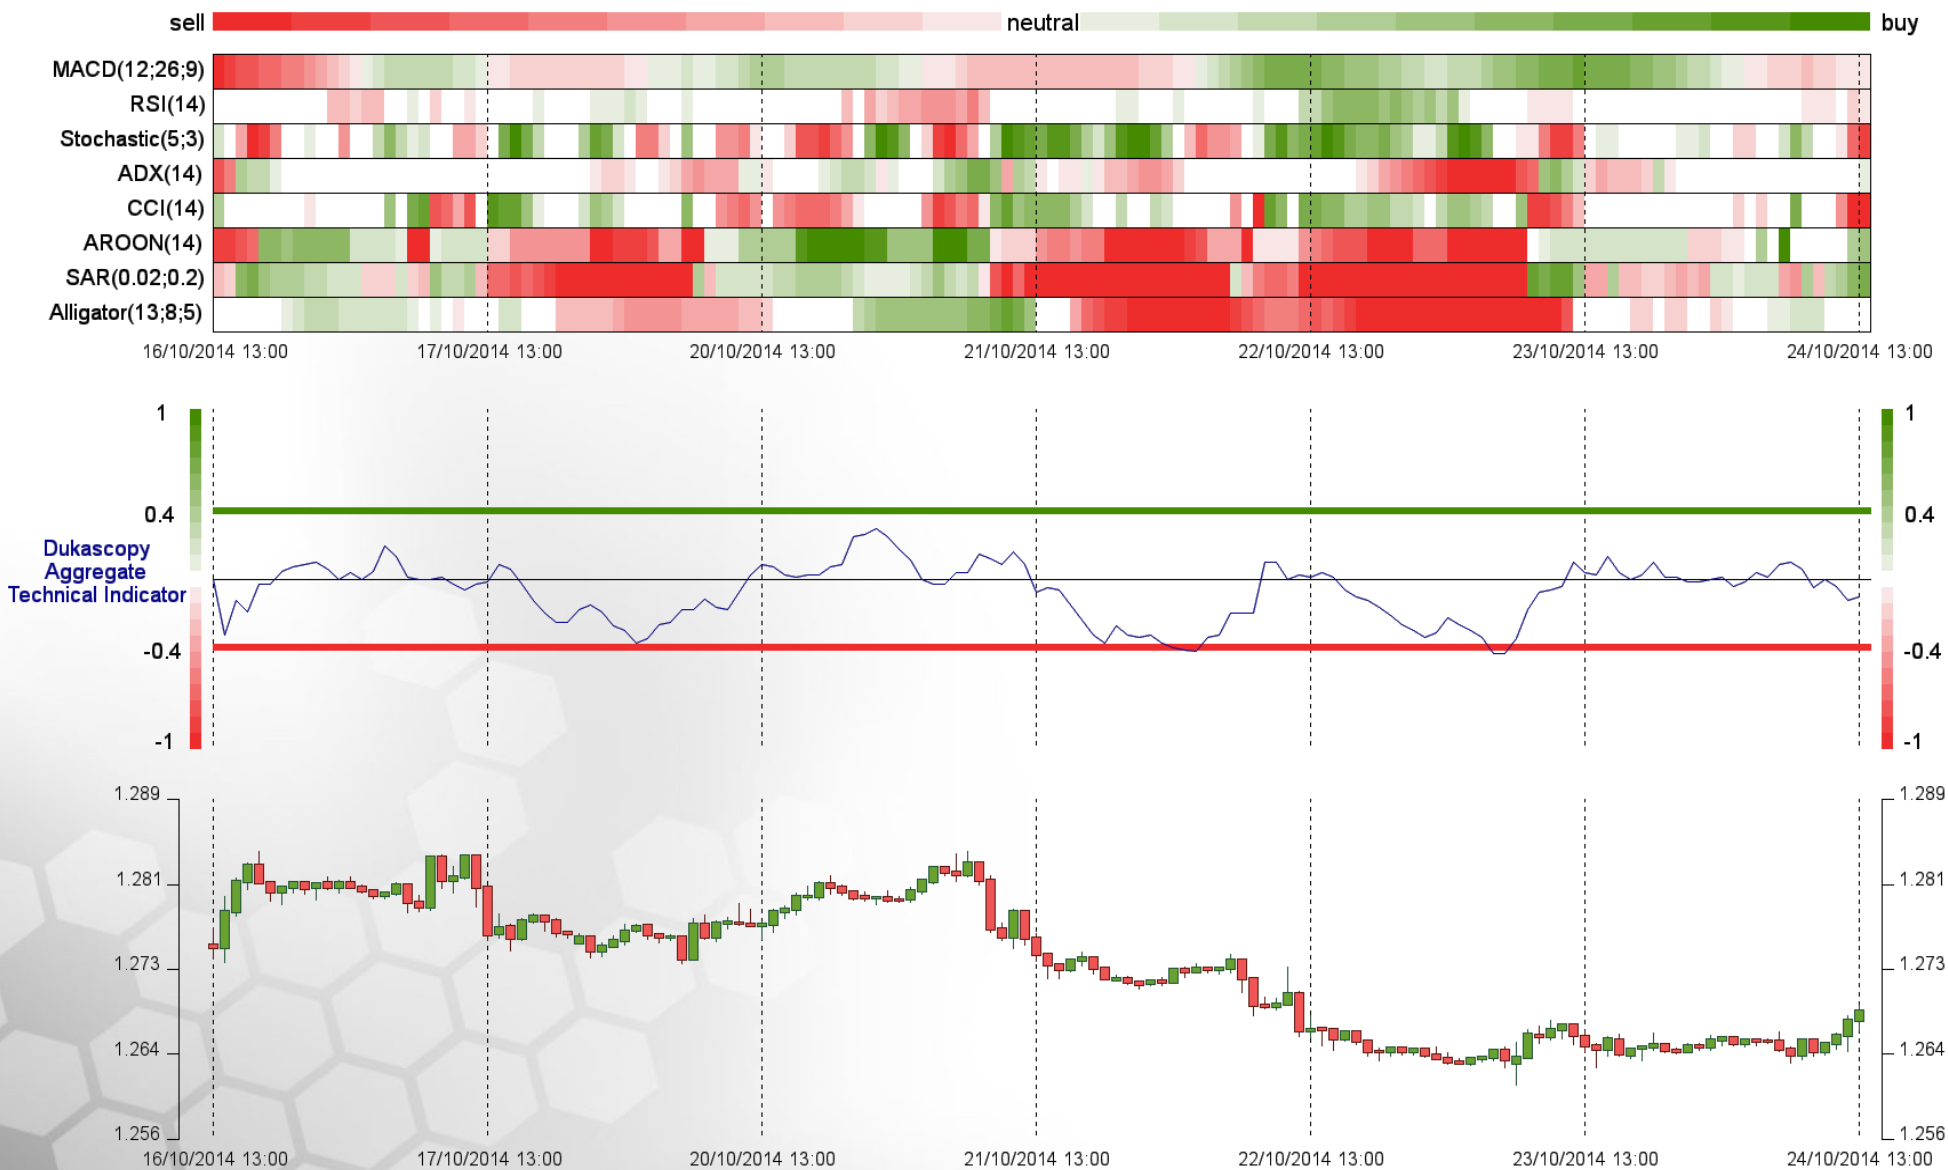 sell neutral buy
MACD(12;26;9)
RSI(14)
Stochastic(5;3)
ADX(14)
CCI(14)
AROON(14)
SAR(0.02;0.2)
Alligator(13;8;5)
16/10/2014 13:00 17/10/2014 13:00 20/10/2014 13:00 21/10/2014 13:00 22/10/2014 13:00 23/10/2014 13:00 24/10/2014 13:00
1 1
0.4 0.4
Dukascopy
Aggregate
Technical Indicator
-0.4 -0.4
-1 -1
1.289 1.289
1.281 1.281
1.273 1.273
1.264 1.264
1.256 1.256
16/10/2014 13:00 17/10/2014 13:00 20/10/2014 13:00 21/10/2014 13:00 22/10/2014 13:00 23/10/2014 13:00 24/10/2014 13:00